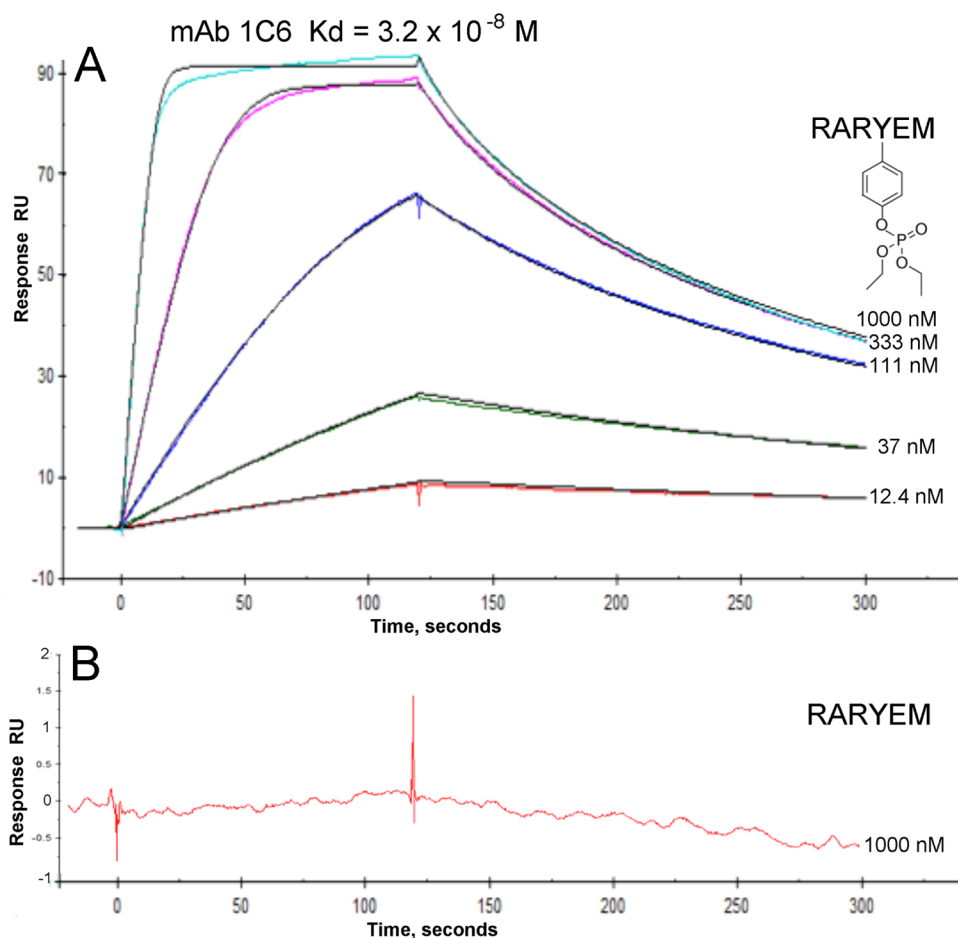 mAb 1C6 Kd = 3.2 x 10 -8 M
A
90
70
50
30
10
-10
Response RU
RARYEM
O
P
O
O
O
1000 nM
333 nM
111 nM
37 nM
12.4 nM
0 50 100 150 200 250 300
Time, seconds
B
2
1.5
1
0.5
0
-0.5
-1
Response RU
RARYEM
1000 nM
0 50 100 150 200 250 300
Time, seconds